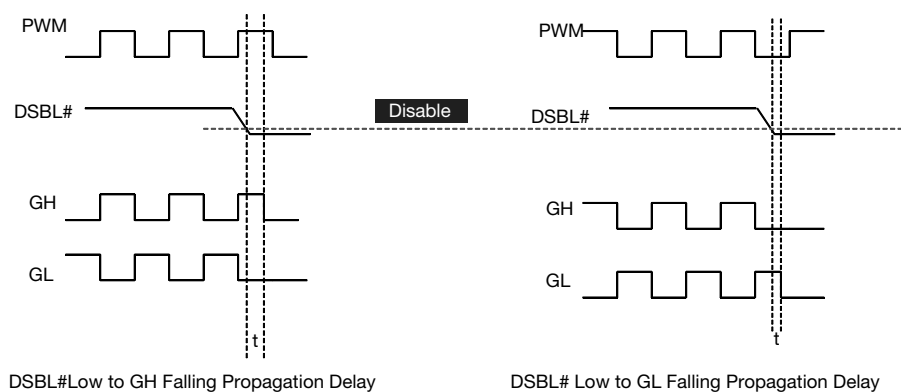 PWM
DSBL#
GH
GL
t
DSBL#Low to GH Falling Propagation Delay
Disable
PWM
DSBL#
GH
GL
t
DSBL# Low to GL Falling Propagation Delay